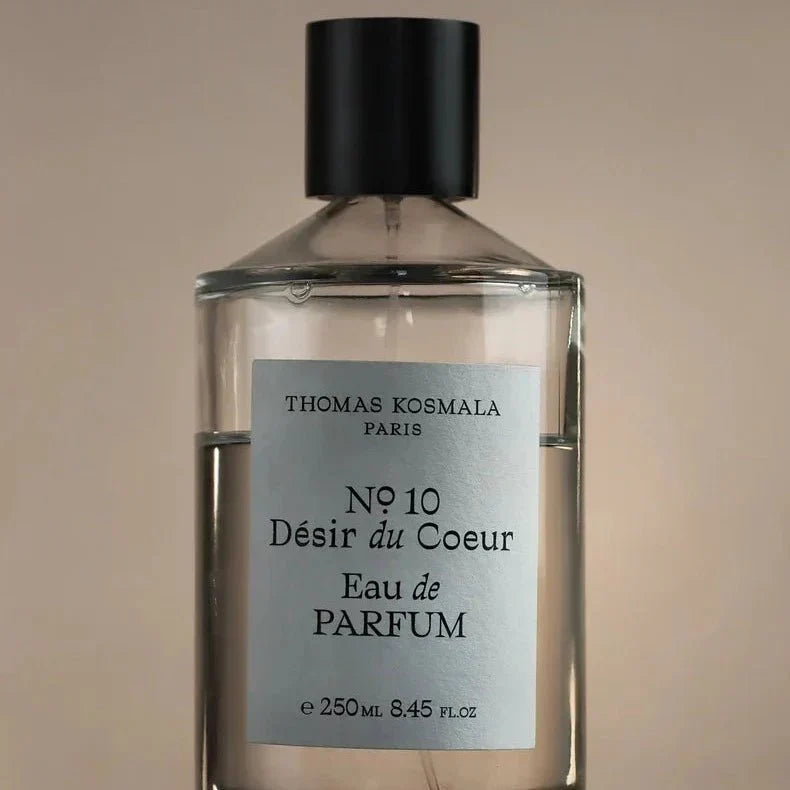 THOMAS KOSMALA
PARIS
Nº 10
Désir du Coeur
Eau de
PARFUM
e 250ML 8.45 FL.OZ